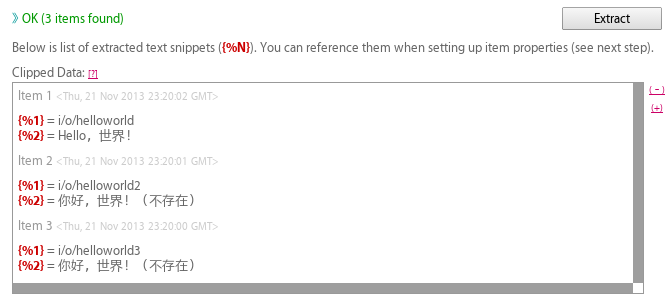 》OK (3 items found)
Extract
Below is list of extracted text snippets ({%N}). You can reference them when setting up item properties (see next step).
Clipped Data: [?]
(-)
(+)
Item 1 <Thu, 21 Nov 2013 23:20:02 GMT>
{%1} = i/o/helloworld
{%2} = Hello，世界！
Item 2 <Thu, 21 Nov 2013 23:20:01 GMT>
{%1} = i/o/helloworld2
{%2} = 你好，世界！（不存在）
Item 3 <Thu, 21 Nov 2013 23:20:00 GMT>
{%1} = i/o/helloworld3
{%2} = 你好，世界！（不存在）